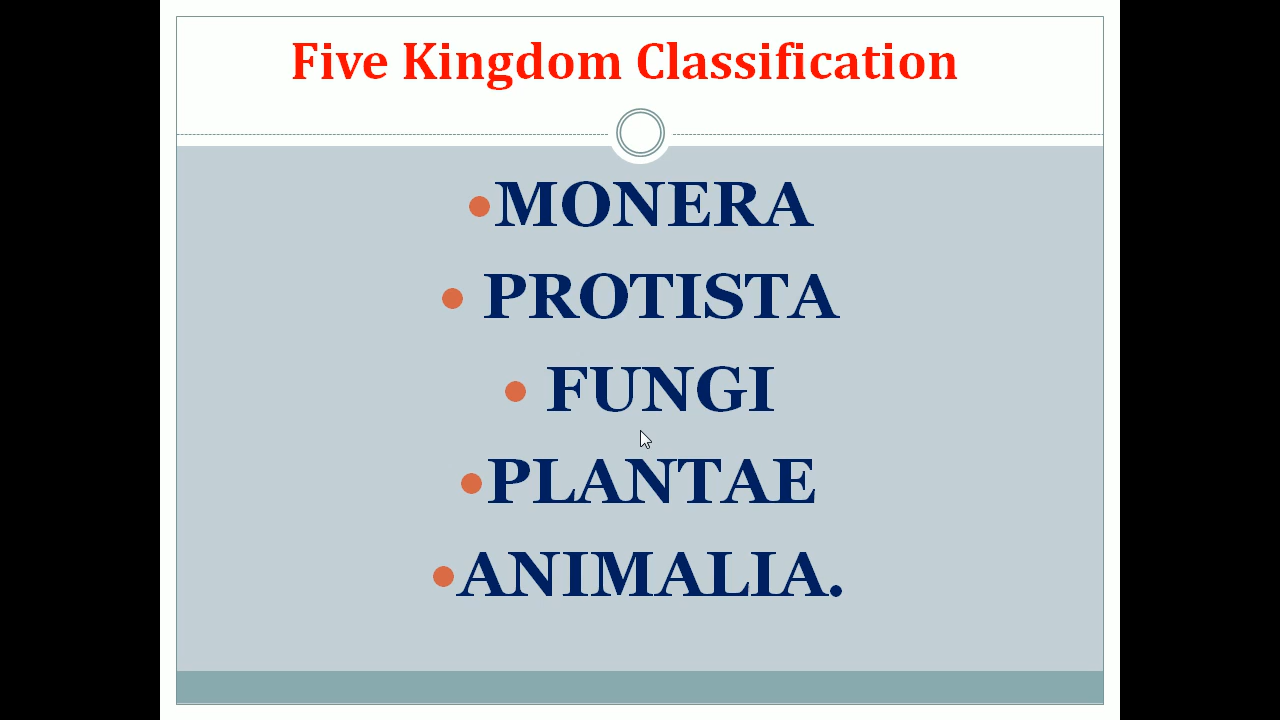 Five Kingdom Classification
•MONERA
• PROTISTA
• FUNGI
•PLANTAE
•ANIMALIA.